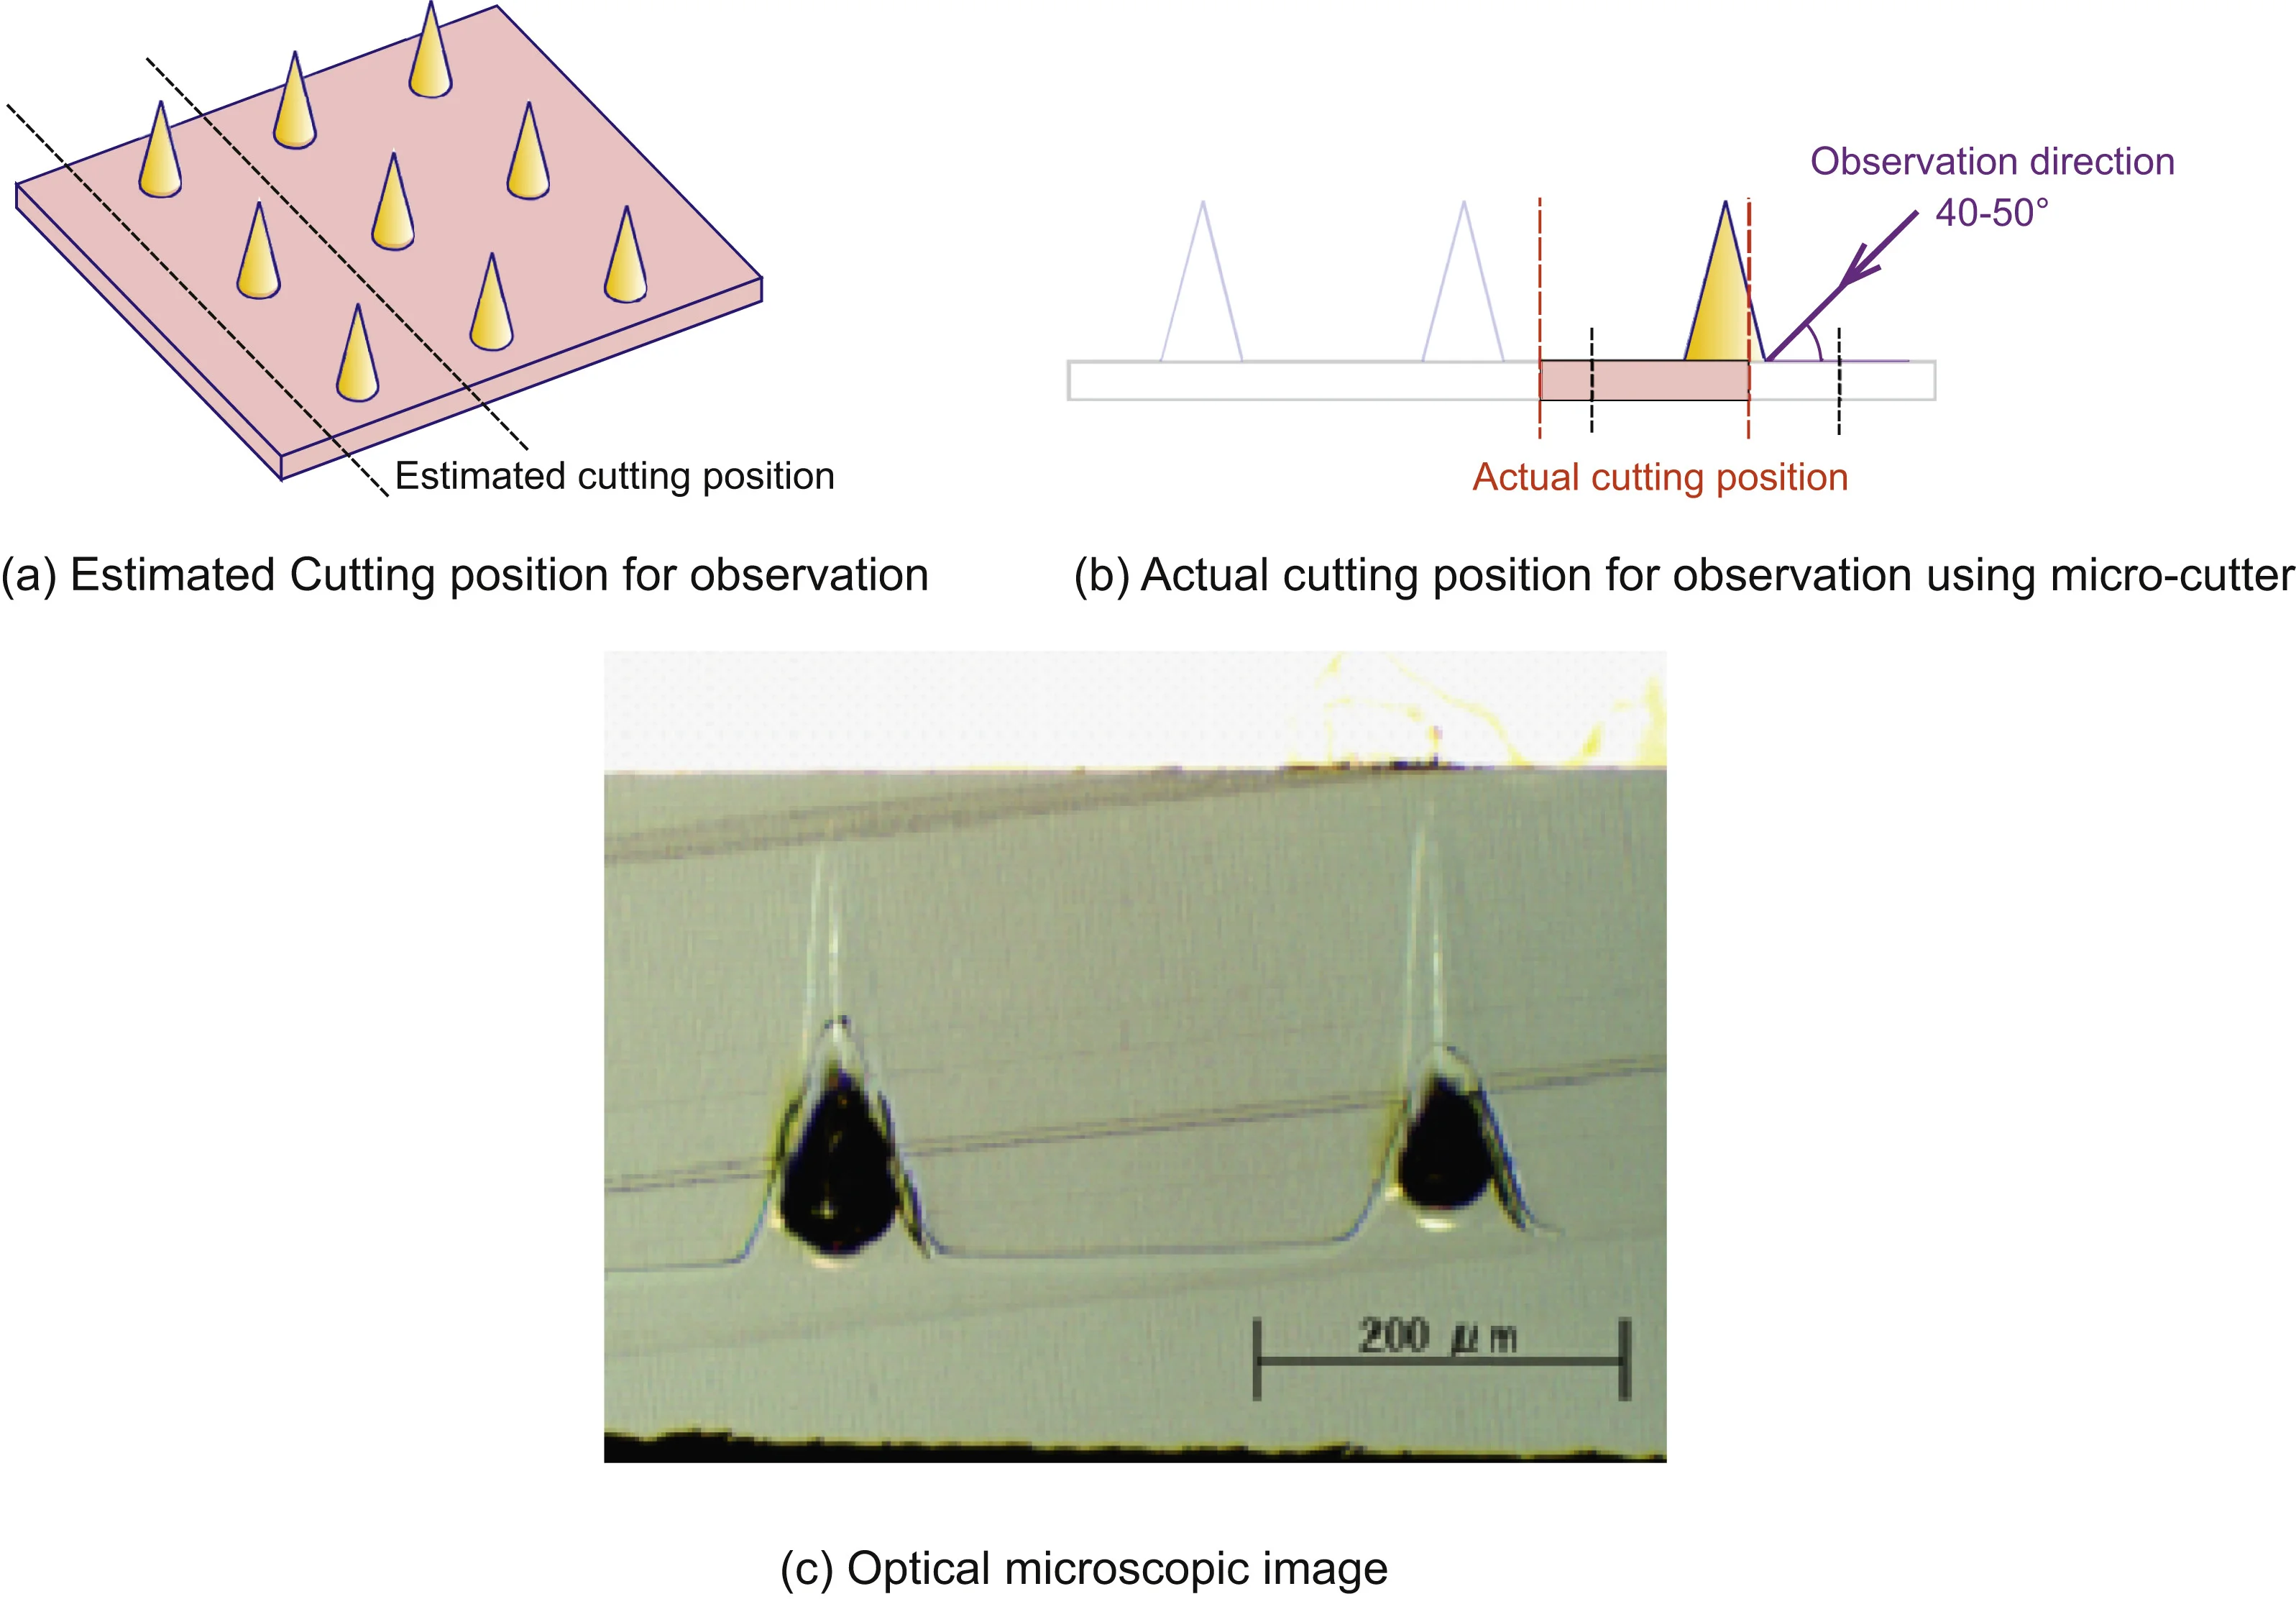 Observation direction
40-50°
Estimated cutting position
Actual cutting position
(a) Estimated Cutting position for observation
(b) Actual cutting position for observation using micro-cutter
200 μm
(c) Optical microscopic image